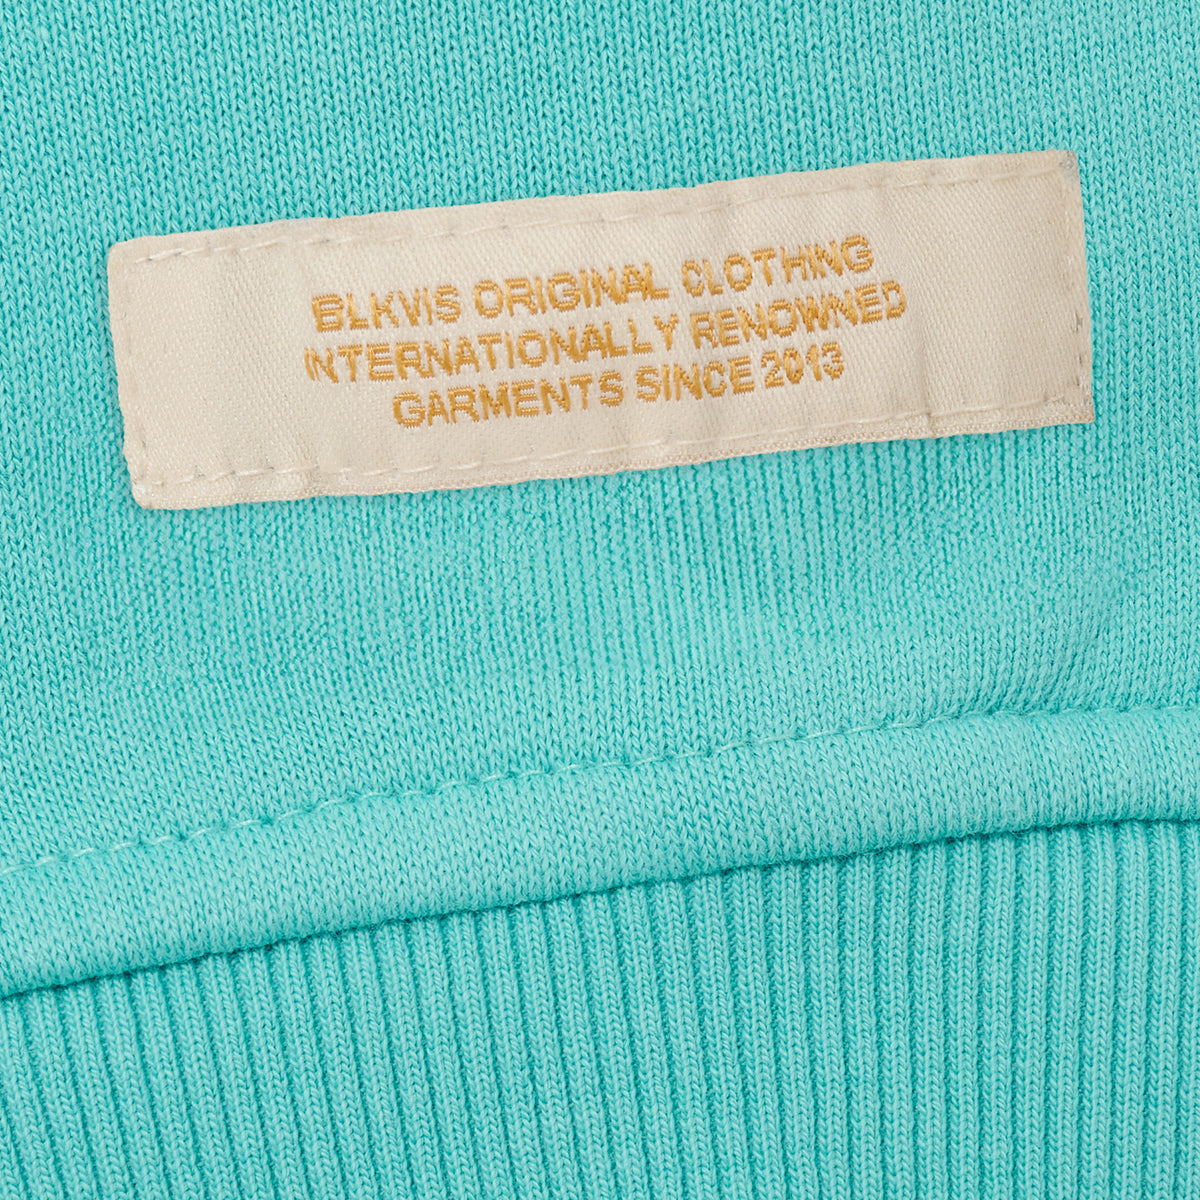 BLKVIS ORIGINAL CLOTHING
INTERNATIONALLY RENOWNED
GARMENTS SINCE 2013